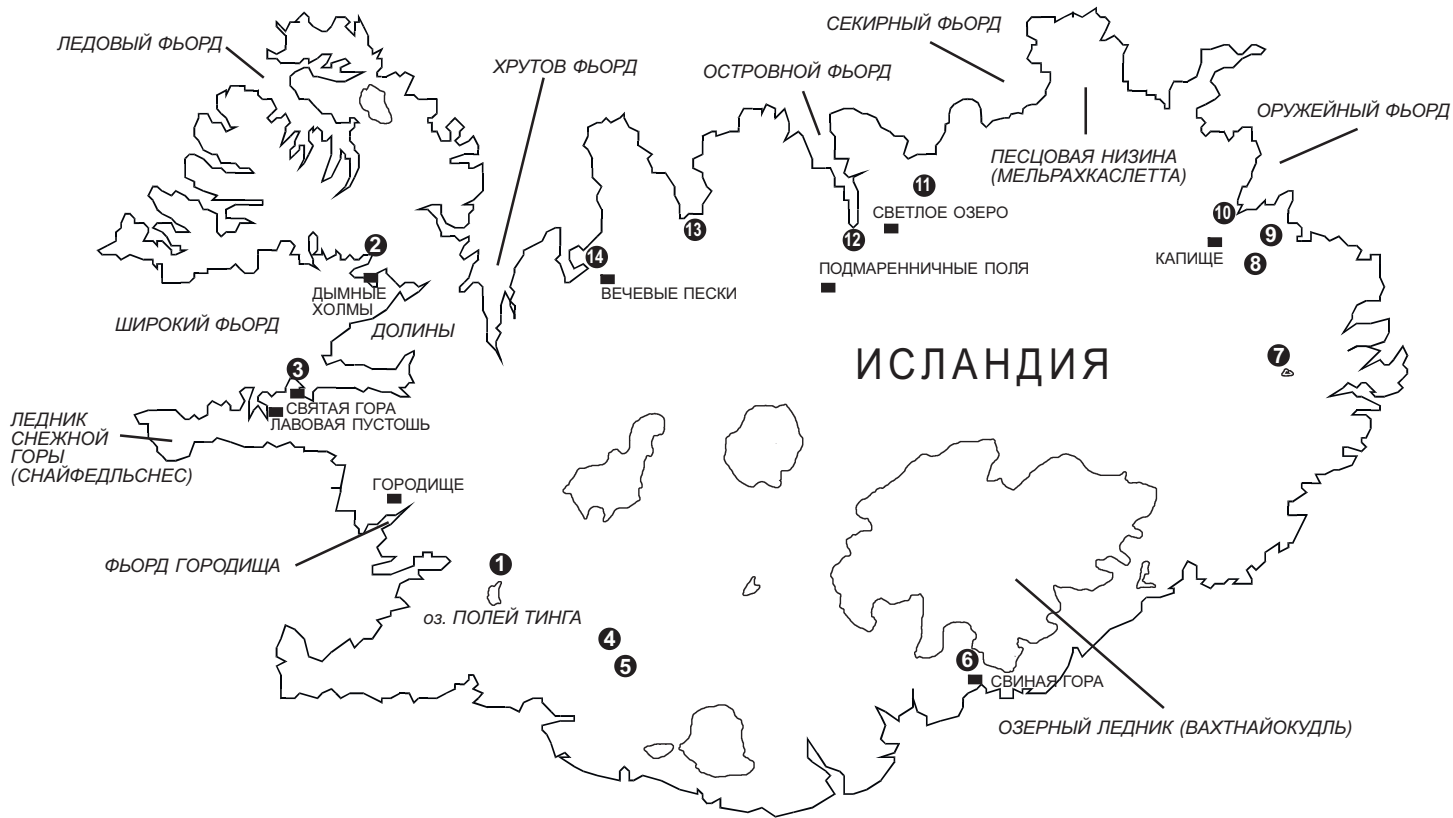 СЕКИРНЫЙ ФЬОРД
ЛЕДОВЫЙ ФЬОРД
ХРУТОВ ФЬОРД
ОСТРОВНОЙ ФЬОРД
ОРУЖЕЙНЫЙ ФЬОРД
ПЕСЦОВАЯ НИЗИНА
(МЕЛЬРАХКАСЛЕТТА)
11
СВЕТЛОЕ ОЗЕРО
10
13
12
9
2
14
КАПИЩЕ
8
ПОДМАРЕННИЧНЫЕ ПОЛЯ
ДЫМНЫЕ
ХОЛМЫ
ВЕЧЕВЫЕ ПЕСКИ
ШИРОКИЙ ФЬОРД
ДОЛИНЫ
7
ИСЛАНДИЯ
3
СВЯТАЯ ГОРА
ЛАВОВАЯ ПУСТОШЬ
ЛЕДНИК
СНЕЖНОЙ
ГОРЫ
(СНАЙФЕДЛЬСНЕС)
ГОРОДИЩЕ
ФЬОРД ГОРОДИЩА
1
оз. ПОЛЕЙ ТИНГА
4
5
6
СВИНАЯ ГОРА
ОЗЕРНЫЙ ЛЕДНИК (ВАХТНАЙОКУДЛЬ)